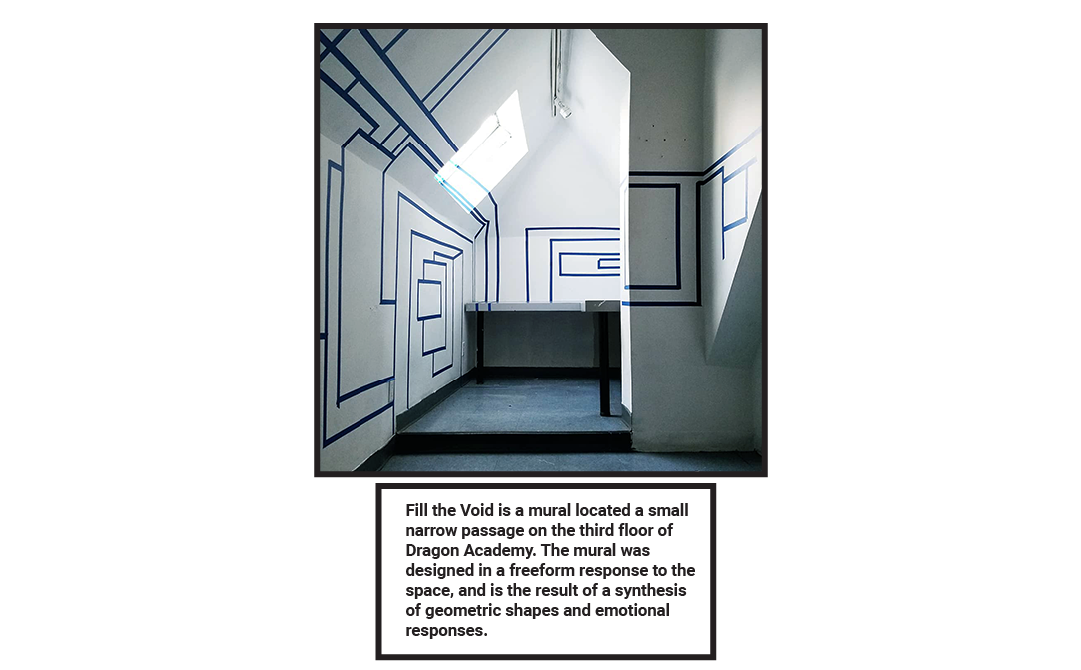 Fill the Void is a mural located a small
narrow passage on the third floor of
Dragon Academy. The mural was
designed in a freeform response to the
space, and is the result of a synthesis
of geometric shapes and emotional
responses.